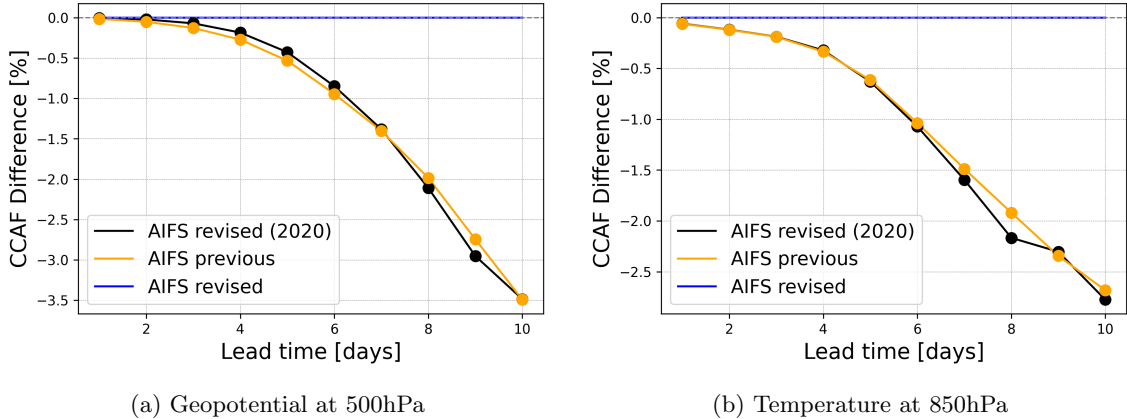 CCAF Difference [%]
0.0
−0.5
−1.0
−1.5
−2.0
−2.5
−3.0
−3.5
AIFS revised (2020)
AIFS previous
AIFS revised
2 4 6 8 10
Lead time [days]
(a) Geopotential at 500hPa
CCAF Difference [%]
0.0
−0.5
−1.0
−1.5
−2.0
−2.5
AIFS revised (2020)
AIFS previous
AIFS revised
2 4 6 8 10
Lead time [days]
(b) Temperature at 850hPa